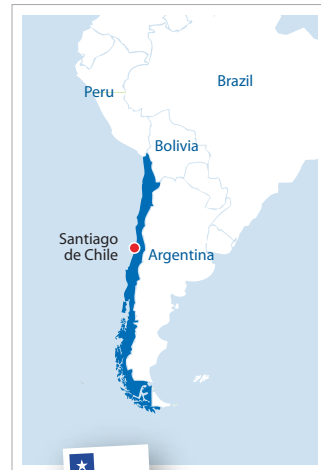 Brazil
Peru
Bolivia
Santiago
de Chile
Argentina